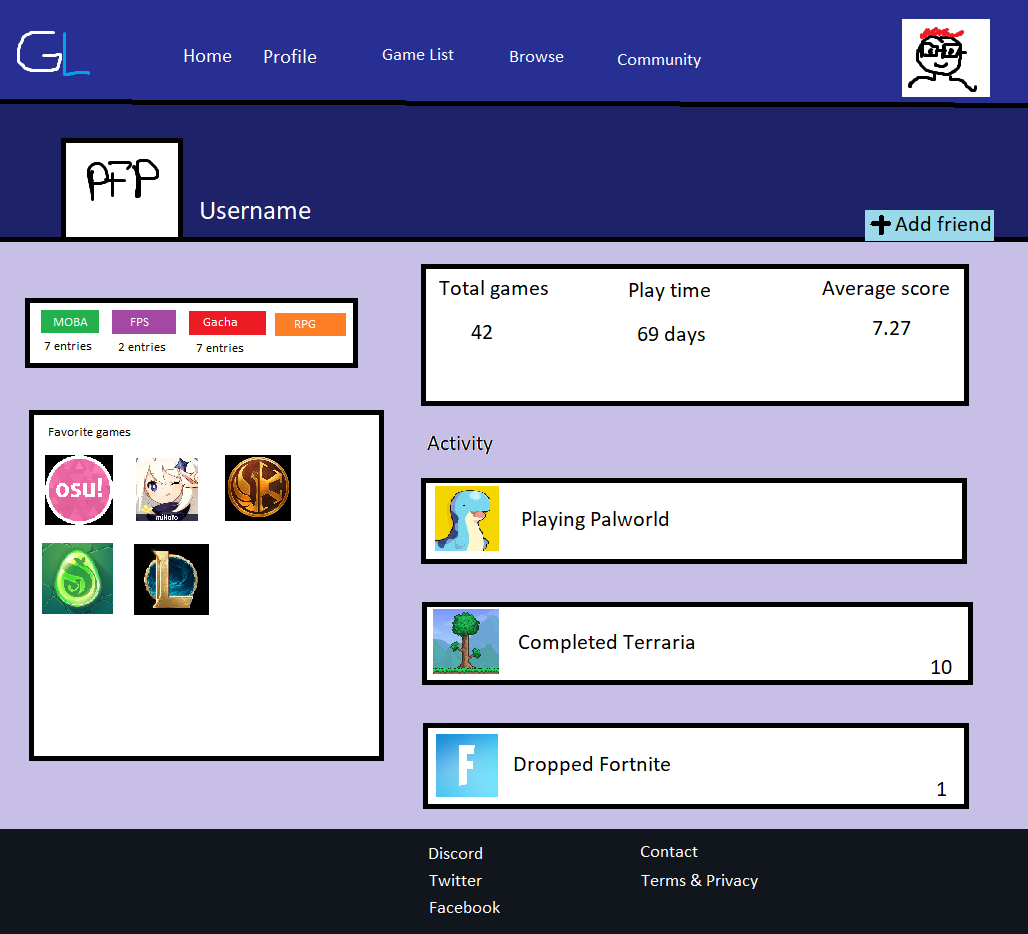 GL
Home Profile Game List Browse Community
PFP
Username
Add friend
MOBA FPS Gacha RPG
7 entries 2 entries 7 entries
Total games Play time Average score
42 69 days 7.27
Favorite games
osu!
miHoYo
Activity
Playing Palworld
Completed Terraria
10
F
Dropped Fortnite
1
Discord
Twitter
Facebook
Contact
Terms & Privacy